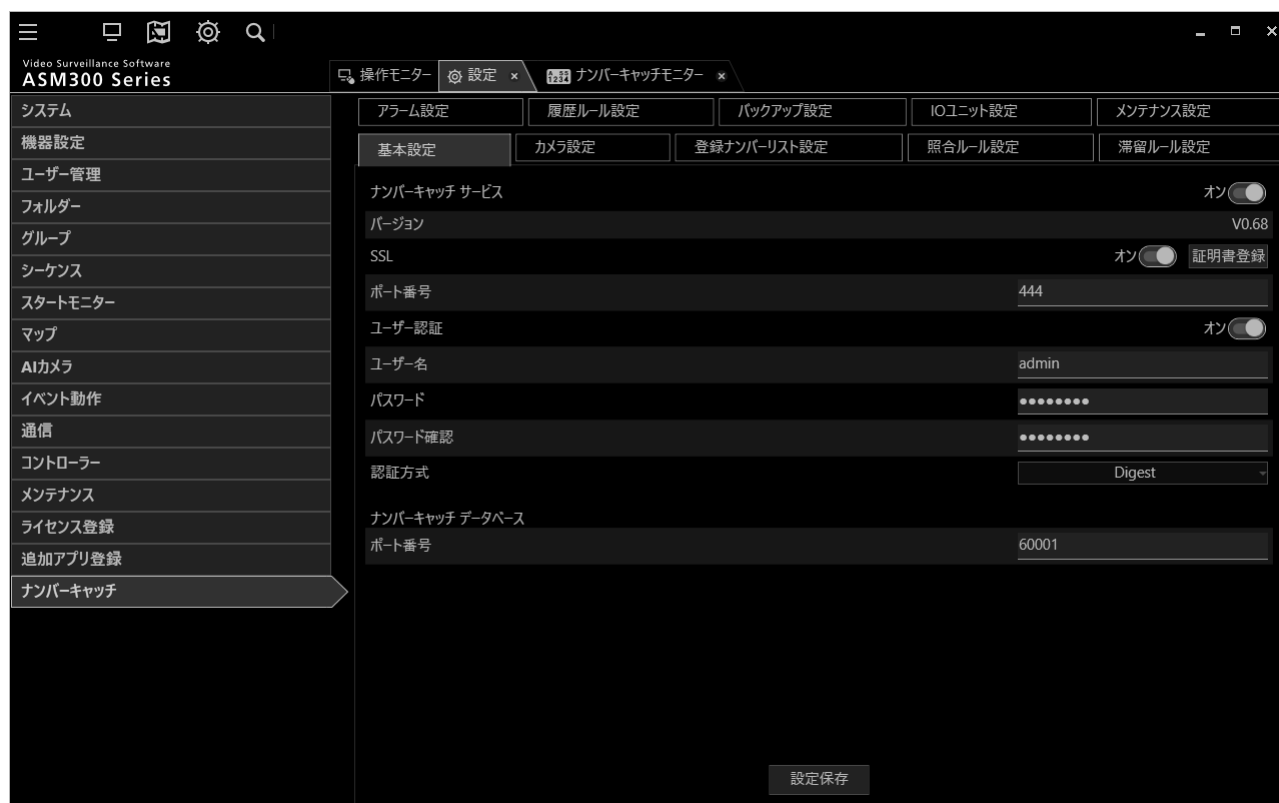 Video Surveillance Software
ASM300 Series
操作モニター
設定
ナンバーキャッチモニター
システム
機器設定
ユーザー管理
フォルダー
グループ
シーケンス
スタートモニター
マップ
AIカメラ
イベント動作
通信
コントローラー
メンテナンス
ライセンス登録
追加アプリ登録
ナンバーキャッチ
アラーム設定
履歴ルール設定
バックアップ設定
IOユニット設定
メンテナンス設定
基本設定
カメラ設定
登録ナンバーリスト設定
照合ルール設定
滞留ルール設定
ナンバーキャッチ サービス オン
バージョン V0.68
SSL オン 証明書登録
ポート番号 444
ユーザー認証 オン
ユーザー名 admin
パスワード ●●●●●●●●
パスワード確認 ●●●●●●●●
認証方式 Digest
ナンバーキャッチ データベース
ポート番号 60001
設定保存